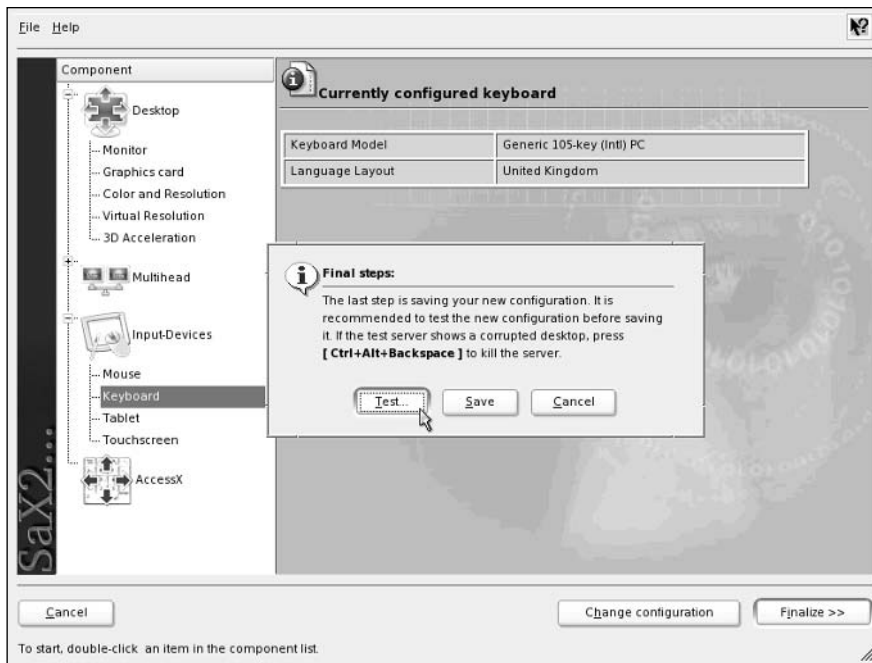 File Help
Component
Desktop
Monitor
Graphics card
Color and Resolution
Virtual Resolution
3D Acceleration
Multihead
Input-Devices
Mouse
Keyboard
Tablet
Touchscreen
AccessX
SaX2...
Currently configured keyboard
Keyboard Model Generic 105-key (Intl) PC
Language Layout United Kingdom
Final steps:
The last step is saving your new configuration. It is
recommended to test the new configuration before saving
it. If the test server shows a corrupted desktop, press
[ Ctrl+Alt+Backspace ] to kill the server.
Test... Save Cancel
Cancel Change configuration Finalize >>
To start, double-click an item in the component list.